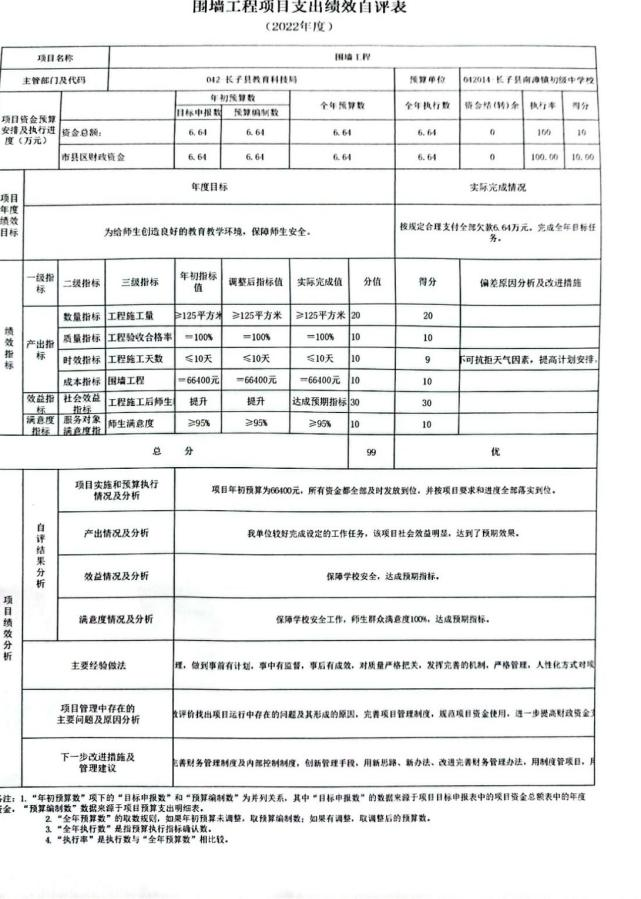 围墙工程项目支出绩效自评表
（2022年度）
项目名称 围墙工程
主管部门及代码 042 长子县教育科技局 预算单位 042014 长子县南漳镇初级中学校
项目资金预算安排及执行进度（万元） 年初预算数 全年预算数 全年执行数 资金结(转)余 执行率 得分
目标申报数 预算编制数
资金总额： 6.64 6.64 6.64 6.64 0 100 10
市县区财政资金 6.64 6.64 6.64 6.64 0 100.00 10.00
项目年度绩效目标 年度目标 实际完成情况
为给师生创造良好的教育教学环境，保障师生安全。 按规定合理支付全部欠款6.64万元，完成全年目标任务。
绩效指标 一级指标 二级指标 三级指标 年初指标值 调整后指标值 实际完成值 分值 得分 偏差原因分析及改进措施
产出指标 数量指标 工程施工量 ≥125平方米 ≥125平方米 ≥125平方米 20 20
质量指标 工程验收合格率 =100% =100% =100% 10 10
时效指标 工程施工天数 ≤10天 ≤10天 ≤10天 10 9 不可抗拒天气因素，提高计划安排，
成本指标 围墙工程 =66400元 =66400元 =66400元 10 10
效益指标 社会效益指标 工程施工后师生 提升 提升 达成预期指标 30 30
满意度指标 服务对象满意度指 师生满意度 ≥95% ≥95% ≥95% 10 10
总 分 99 优
项目绩效分析 自评结果分析 项目实施和预算执行情况及分析 项目年初预算为66400元，所有资金都全部及时发放到位，并按项目要求和进度全部落实到位。
产出情况及分析 我单位较好完成设定的工作任务，该项目社会效益明显，达到了预期效果。
效益情况及分析 保障学校安全，达成预期指标。
满意度情况及分析 保障学校安全工作，师生群众满意度100%，达成预期指标。
主要经验做法 理，做到事前有计划，事中有监督，事后有成效，对质量严格把关，发挥完善的机制，严格管理，人性化方式对
项目管理中存在的主要问题及原因分析 评价找出项目运行中存在的问题及其形成的原因，完善项目管理制度，规范项目资金使用，进一步提高财政资金
下一步改进措施及管理建议 善财务管理制度及内部控制制度，创新管理手段，用新思路、新办法、改进完善财务管理办法，用制度管项目，
注：1.“年初预算数”项下的“目标申报数”和“预算编制数”为并列关系，其中“目标申报数”的数据来源于项目目标申报表中的项目资金总额表中的年度
资金，“预算编制数”数据来源于项目预算支出明细表。
2.“全年预算数”的取数规则，如果年初预算未调整，取预算编制数；如果有调整，取调整后的预算数。
3.“全年执行数”是指预算执行指标确认数。
4.“执行率”是执行数与“全年预算数”相比较。